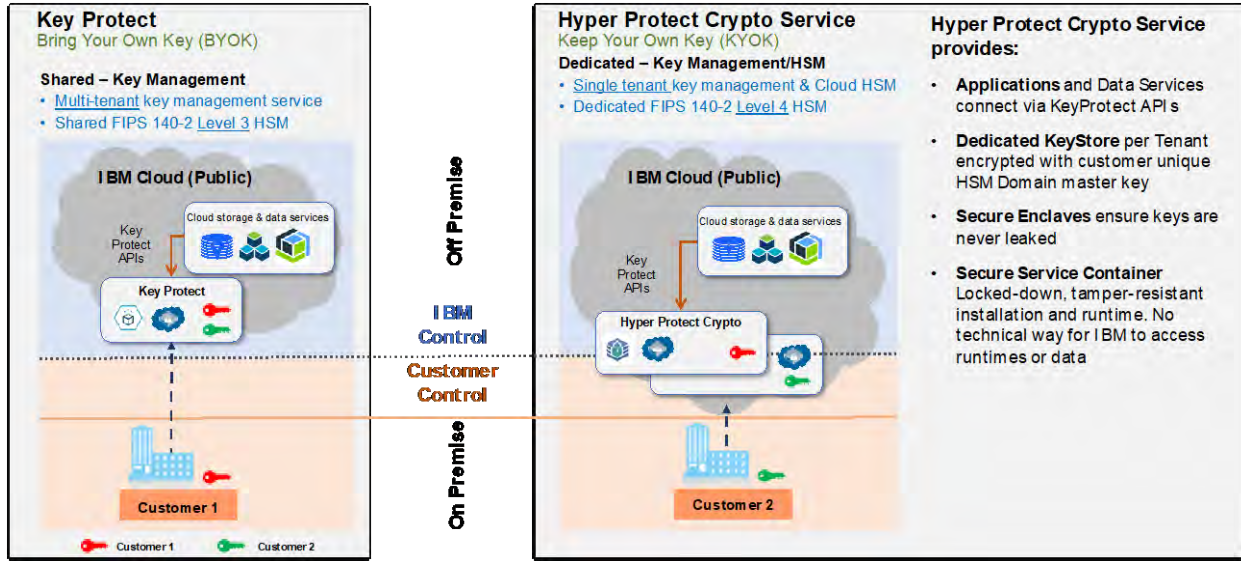 Key Protect
Bring Your Own Key (BYOK)
Shared – Key Management
• Multi-tenant key management service
• Shared FIPS 140-2 Level 3 HSM
IBM Cloud (Public)
Cloud storage & data services
Key
Protect
APIs
Key Protect
Customer 1
Customer 1
Customer 2
Off Premise
IBM
Control
Customer
Control
On Premise
Hyper Protect Crypto Service
Keep Your Own Key (KYOK)
Dedicated – Key Management/HSM
• Single tenant key management & Cloud HSM
• Dedicated FIPS 140-2 Level 4 HSM
IBM Cloud (Public)
Cloud storage & data services
Key
Protect
APIs
Hyper Protect Crypto
Customer 2
Hyper Protect Crypto Service
provides:
• Applications and Data Services
connect via KeyProtect APIs
• Dedicated KeyStore per Tenant
encrypted with customer unique
HSM Domain master key
• Secure Enclaves ensure keys are
never leaked
• Secure Service Container
Locked-down, tamper-resistant
installation and runtime. No
technical way for IBM to access
runtimes or data